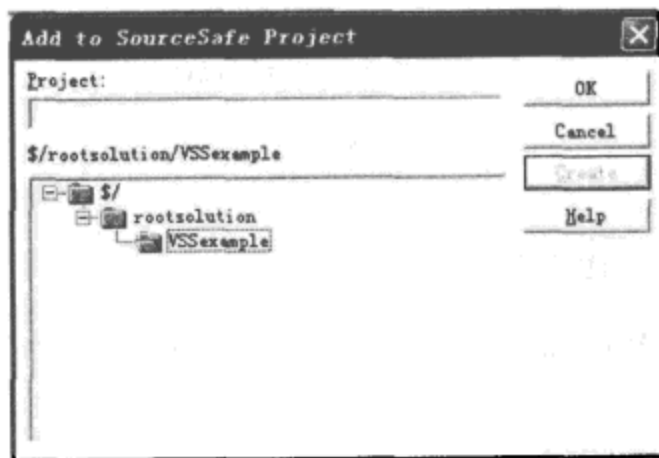 Add to SourceSafe Project
Project:
OK
Cancel
$/rootsolution/VSSexample
Create
$/
rootsolution
Help
VSSexample